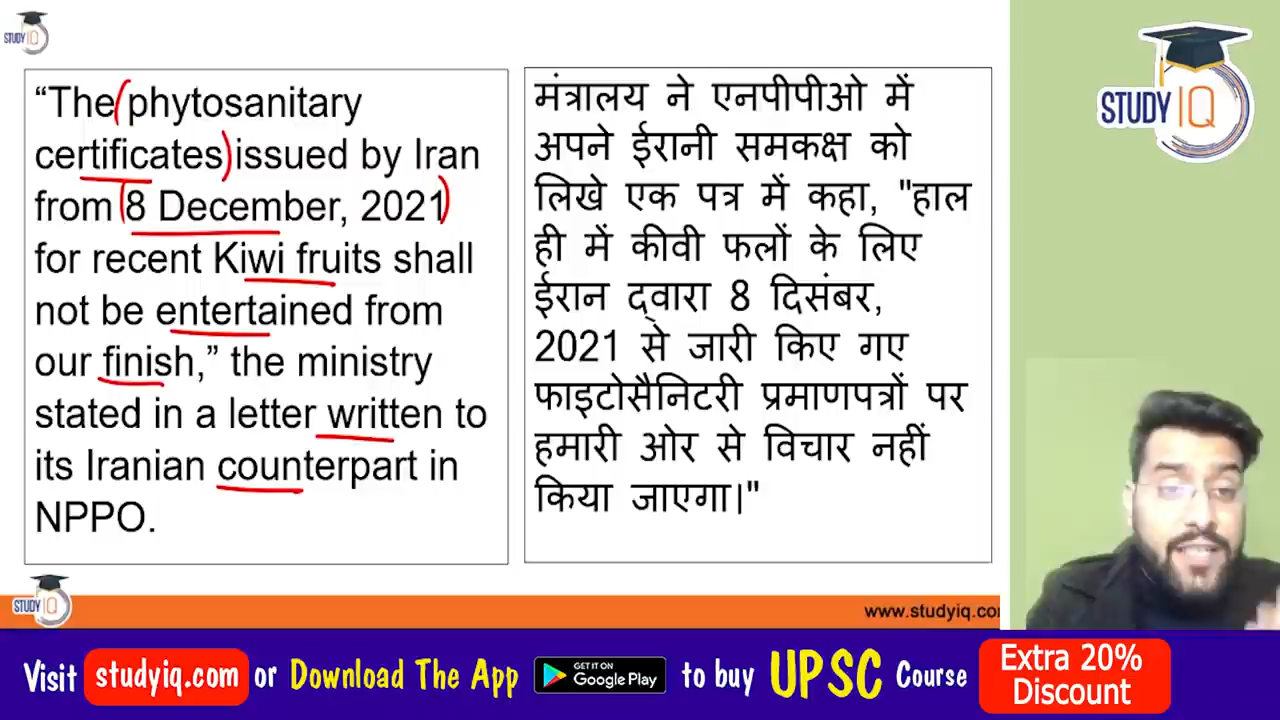 STUDY IQ
“The phytosanitary
certificates issued by Iran
from 8 December, 2021
for recent Kiwi fruits shall
not be entertained from
our finish,” the ministry
stated in a letter written to
its Iranian counterpart in
NPPO.
मंत्रालय ने एनपीपीओ में
अपने ईरानी समकक्ष को
लिखे एक पत्र में कहा, "हाल
ही में कीवी फलों के लिए
ईरान द्वारा 8 दिसंबर,
2021 से जारी किए गए
फाइटोसैनिटरी प्रमाणपत्रों पर
हमारी ओर से विचार नहीं
किया जाएगा।"
STUDY IQ
STUDY IQ
www.studyiq.co
Visit studyiq.com or Download The App GET IT ON Google Play to buy UPSC Course
Extra 20%
Discount